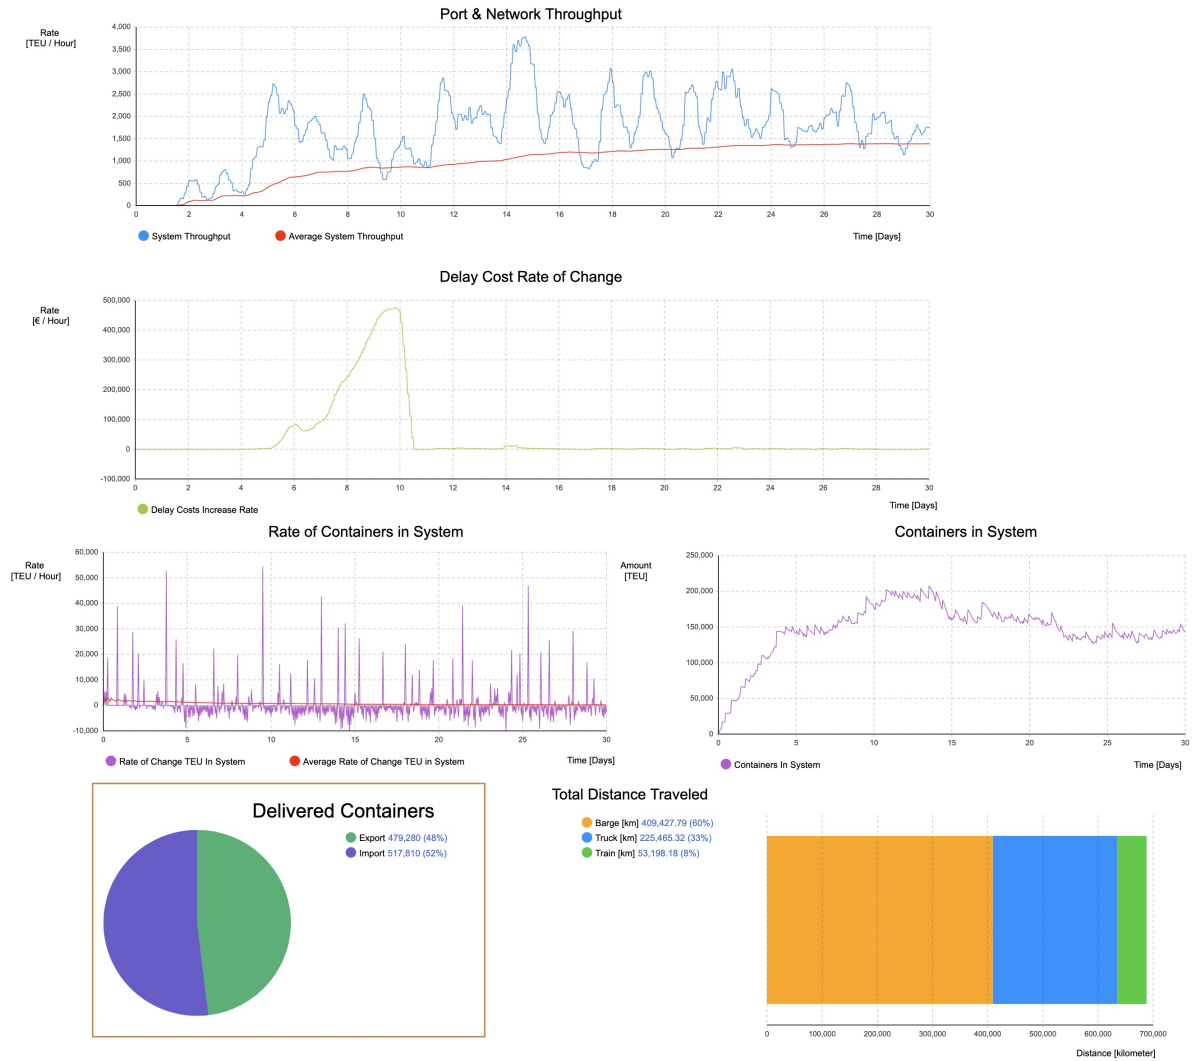 Port & Network Throughput
Rate
[TEU / Hour]
4,000
3,500
3,000
2,500
2,000
1,500
1,000
500
0
0 2 4 6 8 10 12 14 16 18 20 22 24 26 28 30
System Throughput Average System Throughput Time [Days]
Delay Cost Rate of Change
Rate
[€ / Hour]
500,000
400,000
300,000
200,000
100,000
0
-100,000
0 2 4 6 8 10 12 14 16 18 20 22 24 26 28 30
Delay Costs Increase Rate Time [Days]
Rate of Containers in System
Rate
[TEU / Hour]
60,000
50,000
40,000
30,000
20,000
10,000
0
-10,000
0 5 10 15 20 25 30
Rate of Change TEU In System Average Rate of Change TEU in System Time [Days]
Containers in System
Amount
[TEU]
250,000
200,000
150,000
100,000
50,000
0
0 5 10 15 20 25 30
Containers In System Time [Days]
Delivered Containers
Export 479,280 (48%)
Import 517,810 (52%)
Total Distance Traveled
Barge [km] 409,427.79 (60%)
Truck [km] 225,465.32 (33%)
Train [km] 53,198.18 (8%)
0 100,000 200,000 300,000 400,000 500,000 600,000 700,000
Distance [kilometer]